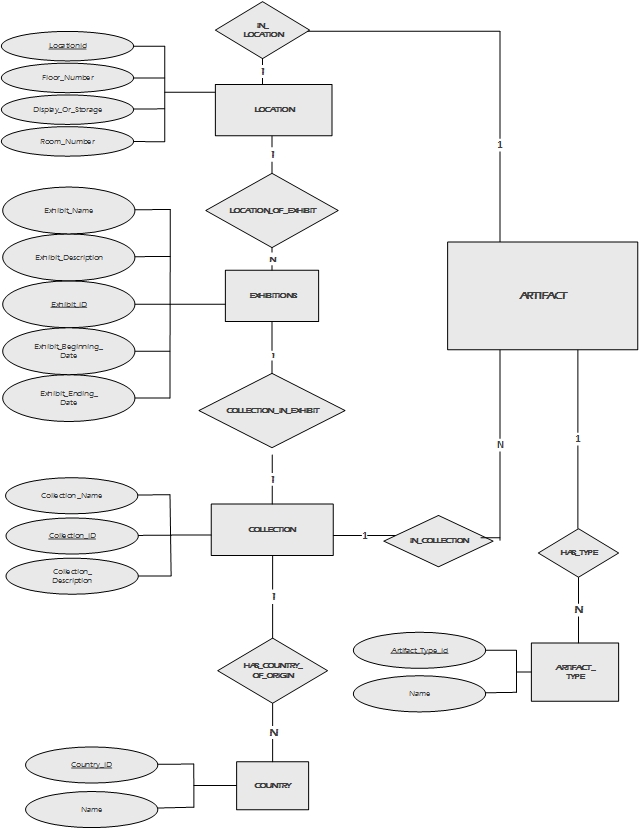 IN_
LOCATION
LocationId
Floor_Number
1
Display_Or_Storage
LOCATION
Room_Number
1
1
Exhibit_Name
LOCATION_OF_EXHIBIT
Exhibit_Description
N
Exhibit_ID
EXHIBITIONS
ARTIFACT
Exhibit_Beginning_
Date
1
Exhibit_Ending_
Date
COLLECTION_IN_EXHIBIT
N
1
1
Collection_Name
Collection_ID
COLLECTION
1
IN_COLLECTION
HAS_TYPE
Collection_
Description
1
N
HAS_COUNTRY_
OF_ORIGIN
Artifact_Type_Id
ARTIFACT_
TYPE
Name
N
Country_ID
COUNTRY
Name